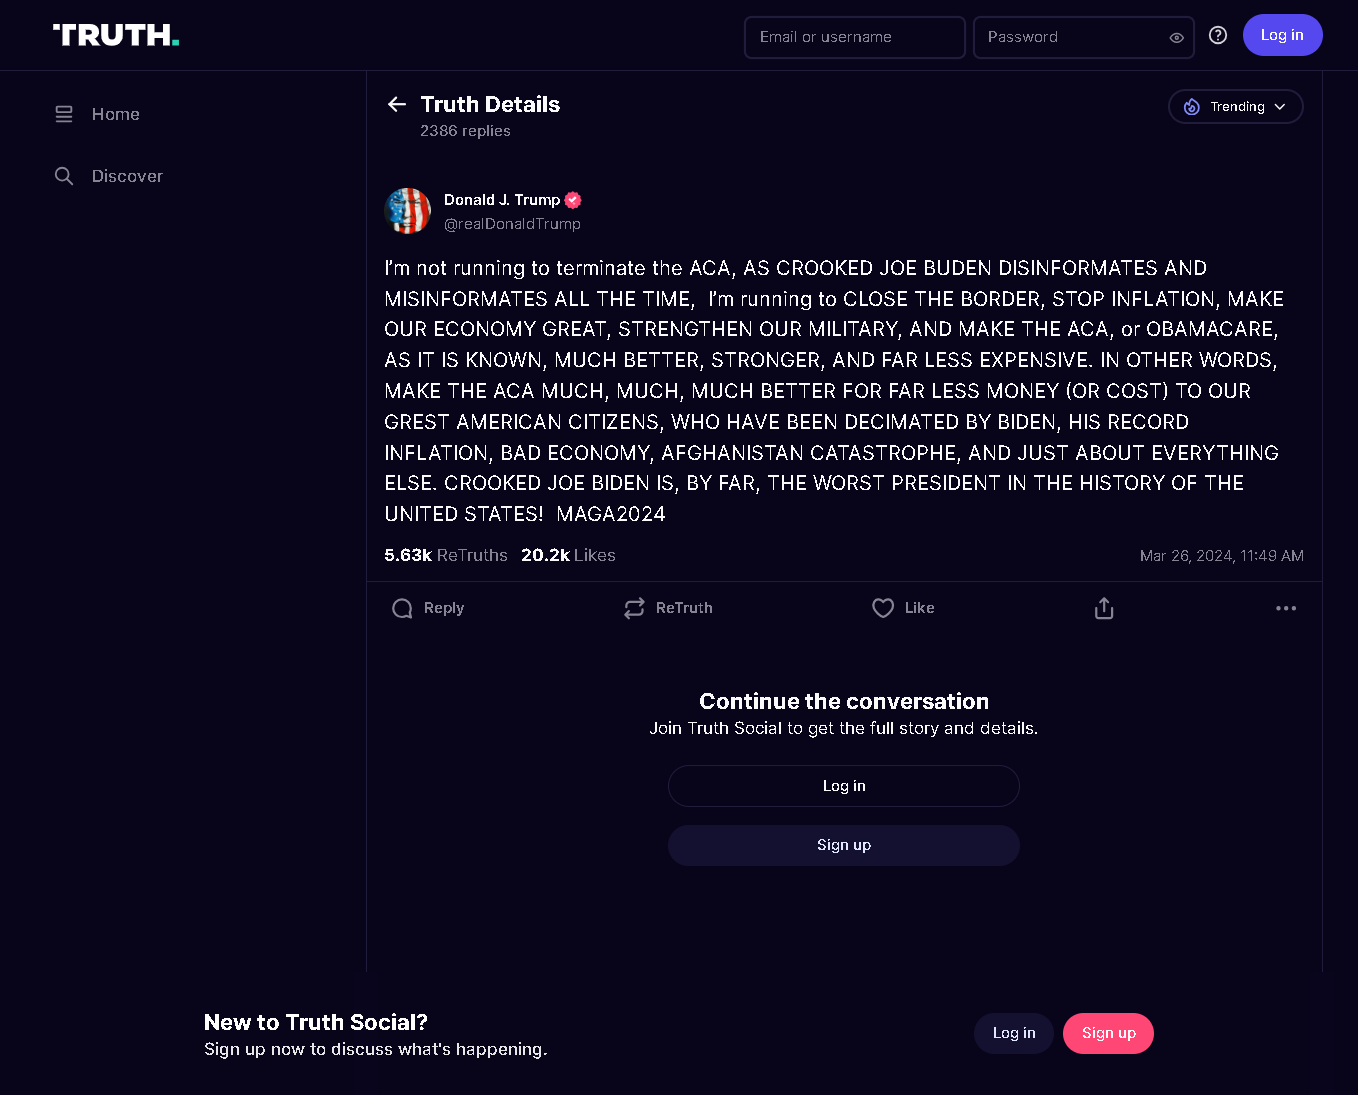 TRUTH.
Email or username
Password
Log in
Home
Discover
Truth Details
2386 replies
Trending
Donald J. Trump
@realDonaldTrump
I’m not running to terminate the ACA, AS CROOKED JOE BUDEN DISINFORMATES AND
MISINFORMATES ALL THE TIME,  I’m running to CLOSE THE BORDER, STOP INFLATION, MAKE
OUR ECONOMY GREAT, STRENGTHEN OUR MILITARY, AND MAKE THE ACA, or OBAMACARE,
AS IT IS KNOWN, MUCH BETTER, STRONGER, AND FAR LESS EXPENSIVE. IN OTHER WORDS,
MAKE THE ACA MUCH, MUCH, MUCH BETTER FOR FAR LESS MONEY (OR COST) TO OUR
GREST AMERICAN CITIZENS, WHO HAVE BEEN DECIMATED BY BIDEN, HIS RECORD
INFLATION, BAD ECONOMY, AFGHANISTAN CATASTROPHE, AND JUST ABOUT EVERYTHING
ELSE. CROOKED JOE BIDEN IS, BY FAR, THE WORST PRESIDENT IN THE HISTORY OF THE
UNITED STATES!  MAGA2024
5.63k ReTruths 20.2k Likes
Mar 26, 2024, 11:49 AM
Reply
ReTruth
Like
Continue the conversation
Join Truth Social to get the full story and details.
Log in
Sign up
New to Truth Social?
Sign up now to discuss what's happening.
Log in
Sign up